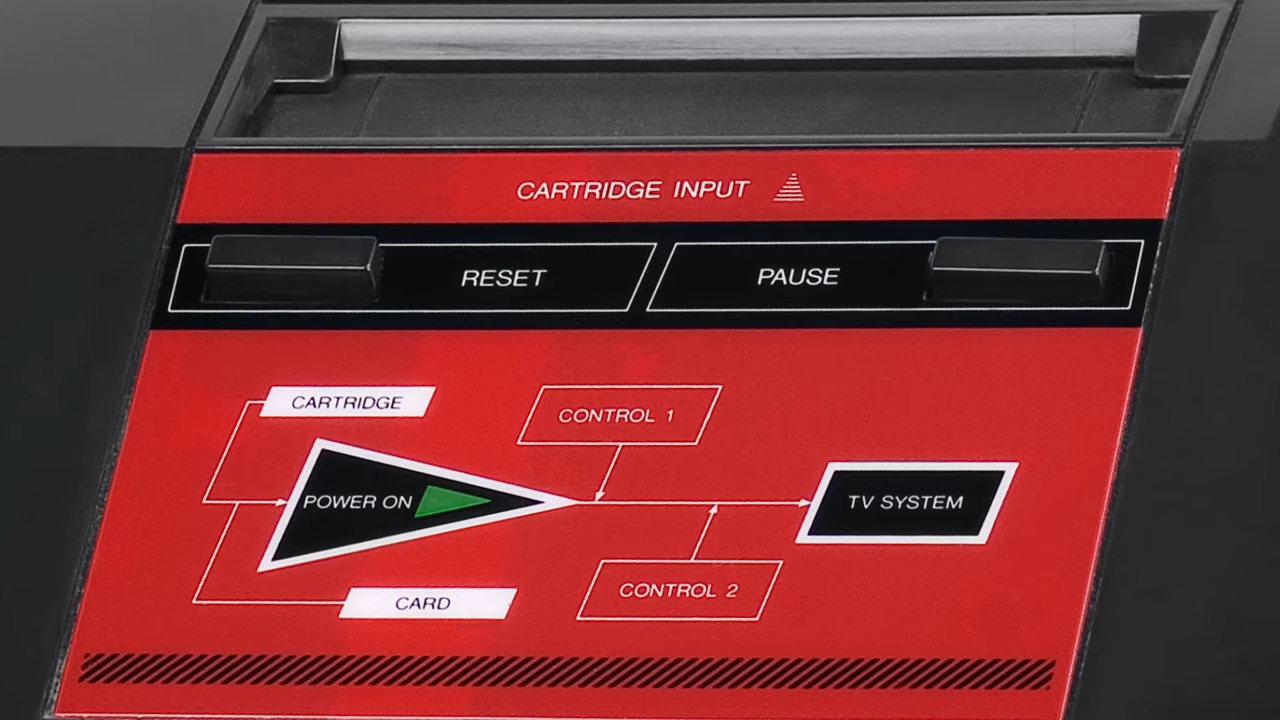 CARTRIDGE INPUT
RESET
PAUSE
CARTRIDGE
CONTROL 1
POWER ON
TV SYSTEM
CONTROL 2
CARD